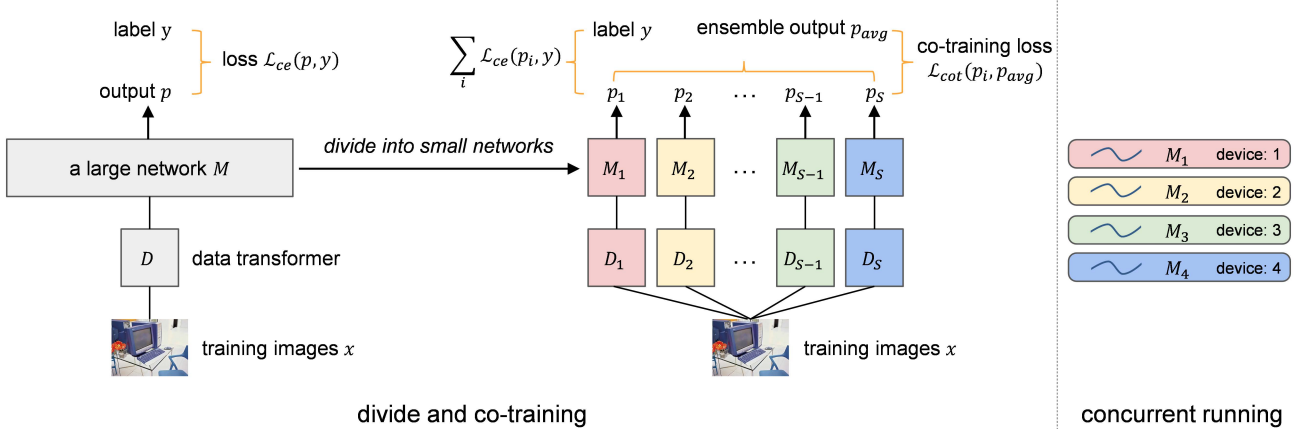 label y
loss ℒ_ce(p, y)
output p
a large network M
D
data transformer
training images x
divide into small networks
∑_i ℒ_ce(p_i, y)
label y
ensemble output p_avg
co-training loss
ℒ_cot(p_i, p_avg)
p_1 p_2 ··· p_{S−1} p_S
M_1 M_2 ... M_{S−1} M_S
D_1 D_2 ... D_{S−1} D_S
training images x
divide and co-training
M_1 device: 1
M_2 device: 2
M_3 device: 3
M_4 device: 4
concurrent running